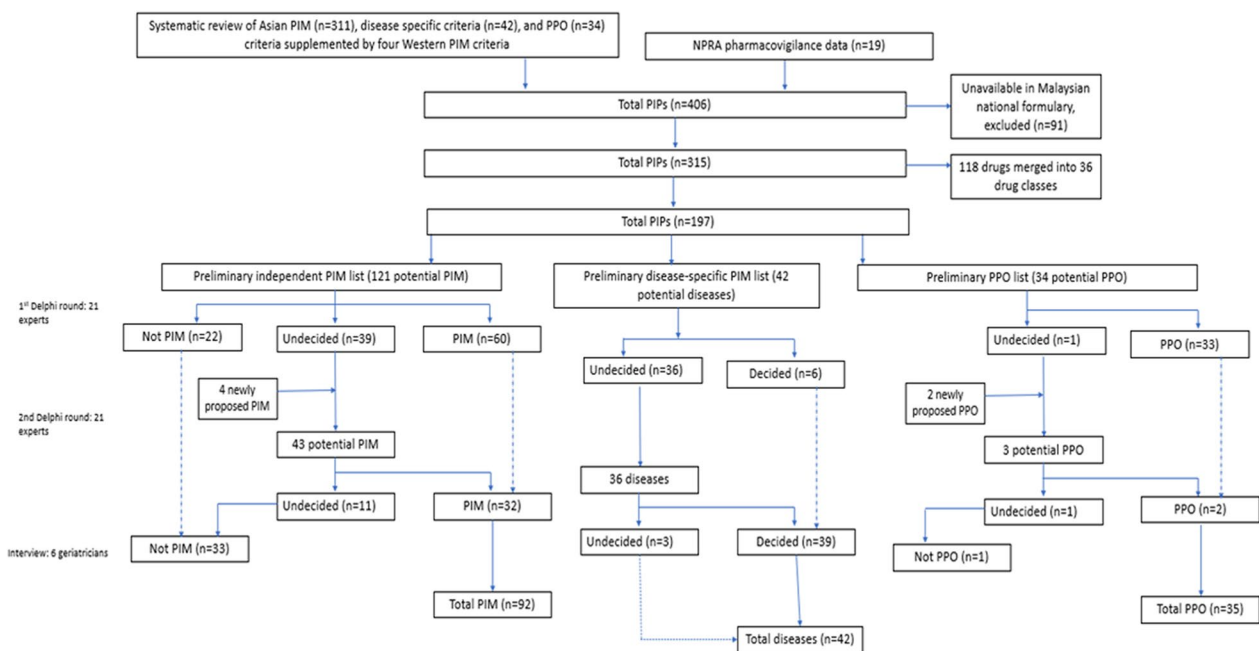 Systematic review of Asian PIM (n=311), disease specific criteria (n=42), and PPO (n=34)
criteria supplemented by four Western PIM criteria
NPRA pharmacovigilance data (n=19)
Total PIPs (n=406)
Unavailable in Malaysian
national formulary,
excluded (n=91)
Total PIPs (n=315)
118 drugs merged into 36
drug classes
Total PIPs (n=197)
Preliminary independent PIM list (121 potential PIM)
Preliminary disease-specific PIM list (42
potential diseases)
Preliminary PPO list (34 potential PPO)
1st Delphi round: 21
experts
Not PIM (n=22)
Undecided (n=39)
PIM (n=60)
Undecided (n=36)
Decided (n=6)
Undecided (n=1)
PPO (n=33)
4 newly
proposed PIM
2 newly
proposed PPO
2nd Delphi round: 21
experts
43 potential PIM
36 diseases
3 potential PPO
Undecided (n=11)
PIM (n=32)
Undecided (n=3)
Decided (n=39)
Undecided (n=1)
PPO (n=2)
Interview: 6 geriatricians
Not PIM (n=33)
Not PPO (n=1)
Total PIM (n=92)
Total diseases (n=42)
Total PPO (n=35)